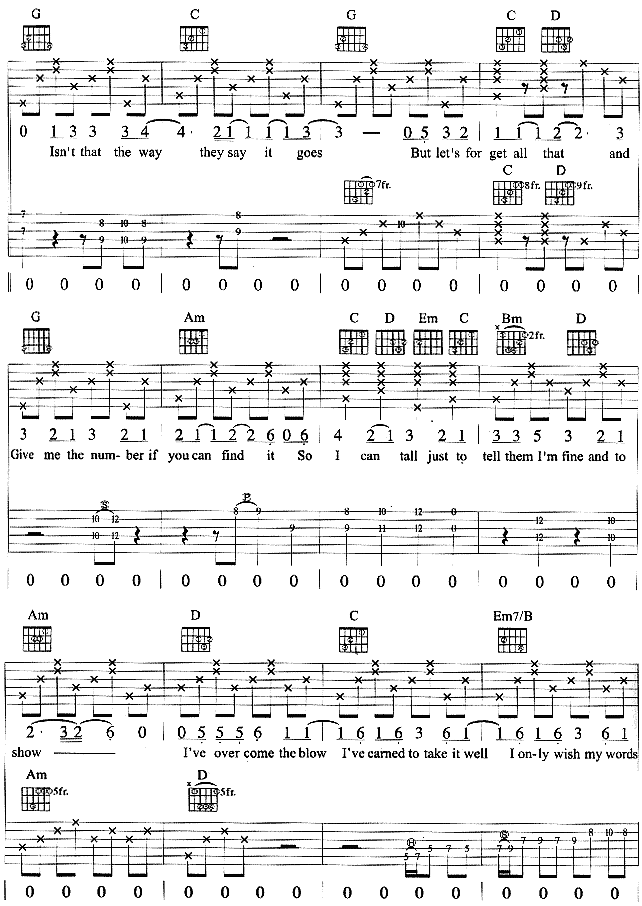 G C G C D
0 1 3 3 3 4 4· 2 1 1 1 1 3 3 — 0 5 3 2 1 1 1 2 2· 3
Isn't that the way they say it goes But let's for get all that and
7fr. C 8fr. D 9fr.
7 7 8 9 10 10 8 9 8 9 10
0 0 0 0 0 0 0 0 0 0 0 0 0 0 0 0
G Am C D Em C Bm 2fr. D
3 2 1 3 2 1 2 1 1 2 2 6 0 6 4 2 1 3 2 1 3 3 5 3 2 1
Give me the num- ber if you can find it So I can tall just to tell them I'm fine and to
S B
10 10 12 12 8 9 9 8 9 10 11 12 12 0 0 12 12 10 10
0 0 0 0 0 0 0 0 0 0 0 0 0 0 0 0
Am D C Em7/B
2· 3 2 6 0 0 5 5 5 6 1 1 1 6 1 6 3 6 1 1 6 1 6 3 6 1
show I've over come the blow I've earned to take it well I on-ly wish my words
Am 5fr. D x 5fr.
H H
5 7 5 7 5 7 9 7 9 7 9 8 10 8
0 0 0 0 0 0 0 0 0 0 0 0 0 0 0 0